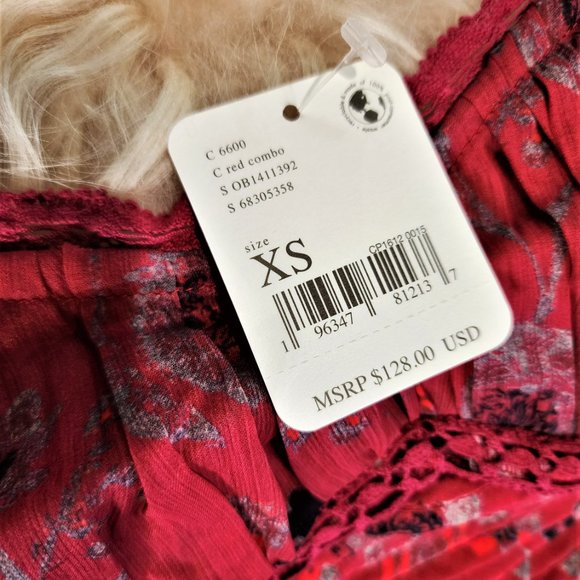 C 6600
C red combo
S OB1411392
S 68305358
size
XS
CP1612 0015
1 96347 81213 7
MSRP $128.00 USD